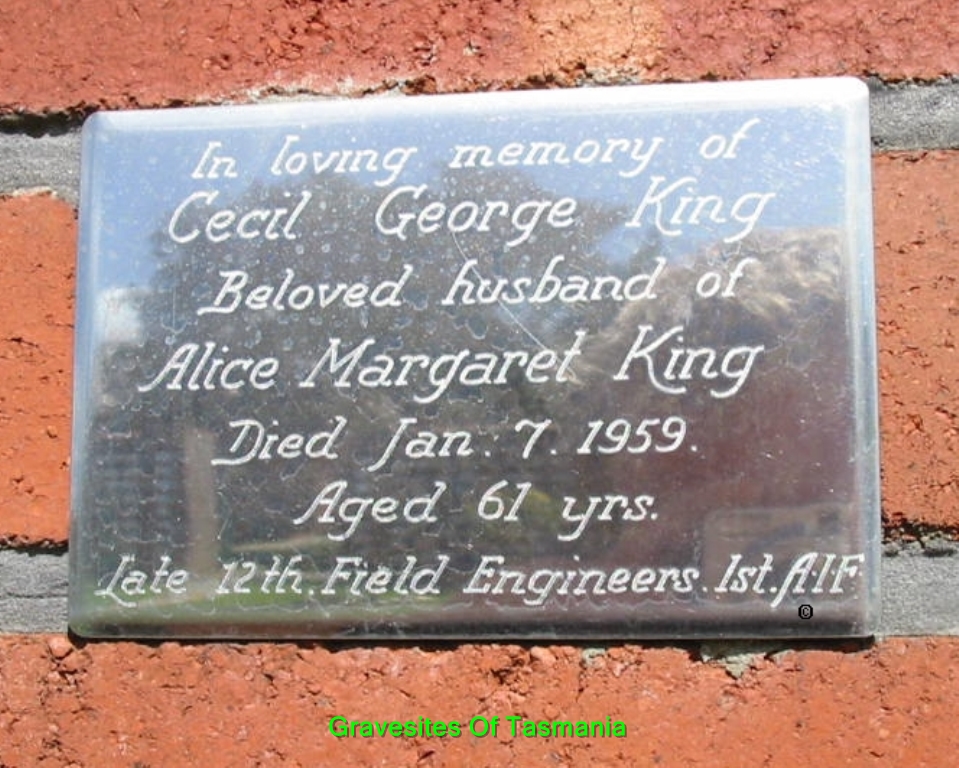 In loving memory of
Cecil George King
Beloved husband of
Alice Margaret King
Died Jan. 7. 1959.
Aged 61 yrs.
Late 12th. Field Engineers. 1st. A.I.F
©
Gravesites Of Tasmania